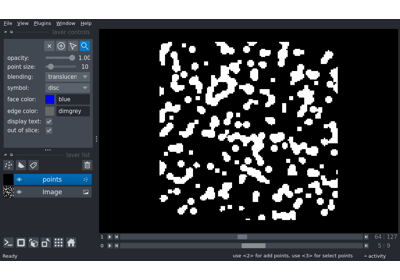 File View Plugins Window Help
layer controls
opacity: 1.00
point size: 10
blending: translucen
symbol: disc
face color: blue
edge color: dimgrey
display text:
out of slice:
layer list
points
Image
1 64 127
0 5 9
Ready use <2> for add points, use <3> for select points activity